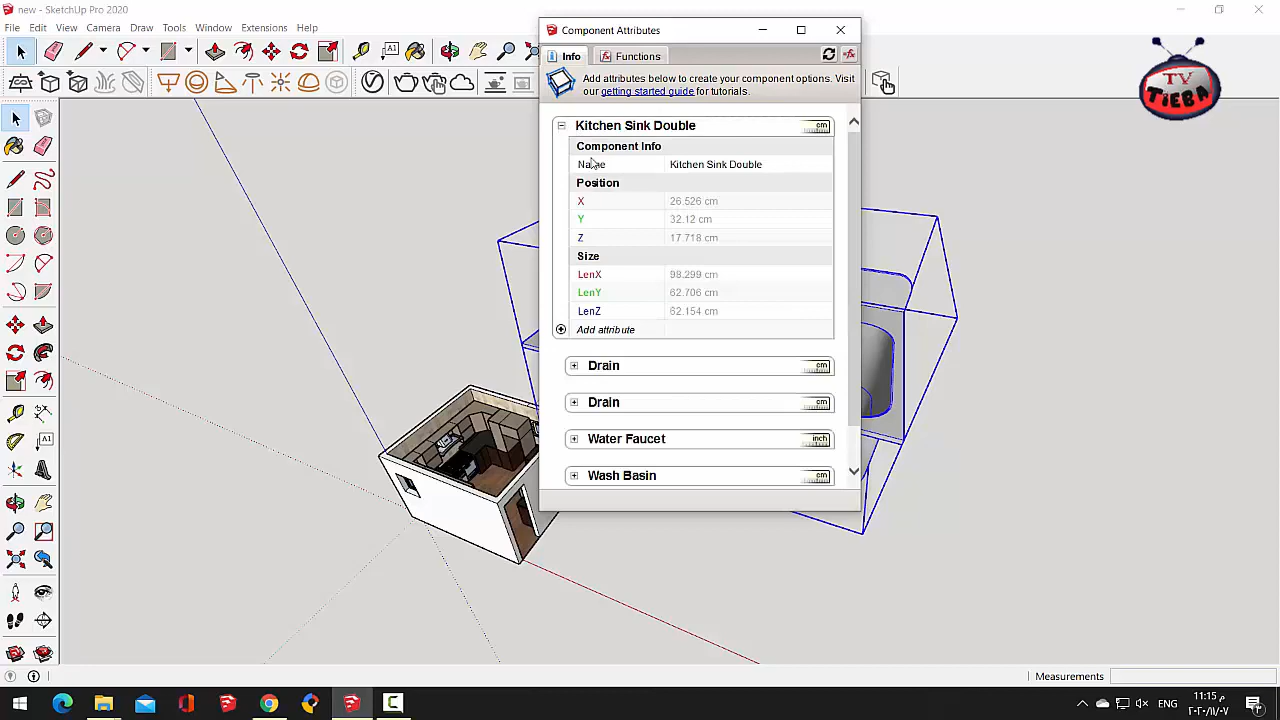 new - SketchUp Pro 2020
File Edit View Camera Draw Tools Window Extensions Help
Component Attributes
Info Functions
Add attributes below to create your component options. Visit
our getting started guide for tutorials.
TV
TiEBA
Kitchen Sink Double cm
Component Info
Name Kitchen Sink Double
Position
X 26.526 cm
Y 32.12 cm
Z 17.718 cm
Size
LenX 98.299 cm
LenY 62.706 cm
LenZ 62.154 cm
Add attribute
Drain cm
Drain cm
Water Faucet inch
Wash Basin cm
Measurements
ENG
11:15 م
٢٠٢٠/١١/٠٧